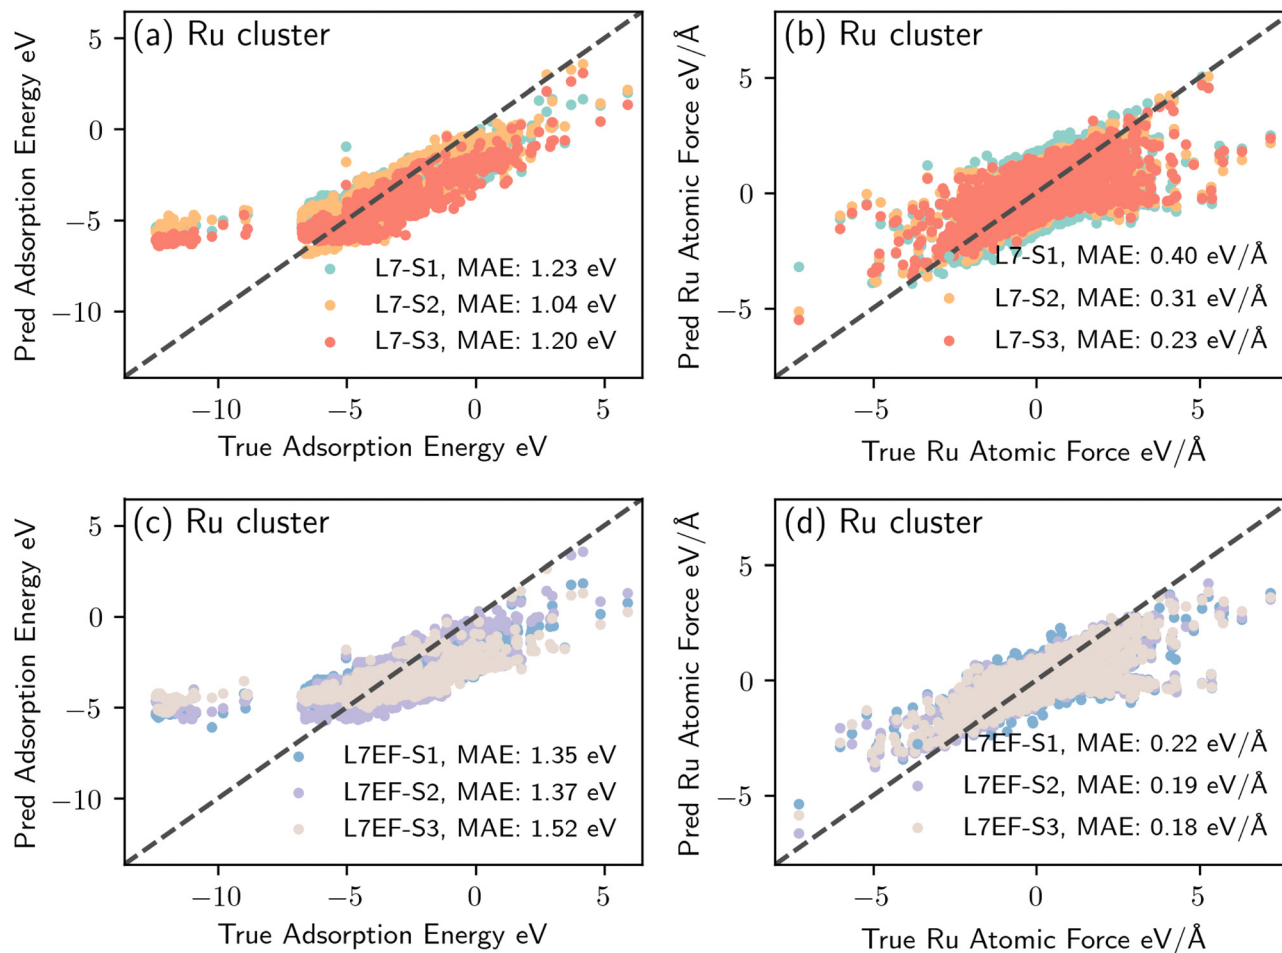 (a) Ru cluster
Pred Adsorption Energy eV
5
0
−5
−10
L7-S1, MAE: 1.23 eV
L7-S2, MAE: 1.04 eV
L7-S3, MAE: 1.20 eV
−10
−5
0
5
True Adsorption Energy eV
(b) Ru cluster
Pred Ru Atomic Force eV/Å
5
0
−5
L7-S1, MAE: 0.40 eV/Å
L7-S2, MAE: 0.31 eV/Å
L7-S3, MAE: 0.23 eV/Å
−5
0
5
True Ru Atomic Force eV/Å
(c) Ru cluster
Pred Adsorption Energy eV
5
0
−5
−10
L7EF-S1, MAE: 1.35 eV
L7EF-S2, MAE: 1.37 eV
L7EF-S3, MAE: 1.52 eV
−10
−5
0
5
True Adsorption Energy eV
(d) Ru cluster
Pred Ru Atomic Force eV/Å
5
0
−5
L7EF-S1, MAE: 0.22 eV/Å
L7EF-S2, MAE: 0.19 eV/Å
L7EF-S3, MAE: 0.18 eV/Å
−5
0
5
True Ru Atomic Force eV/Å